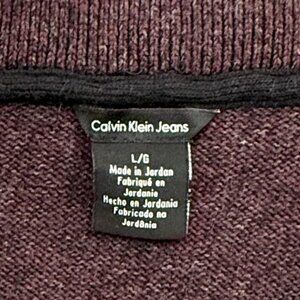 Calvin Klein Jeans
L/G
Made in Jordan
Fabriqué en
Jordanie
Hecho en Jordania
Fabricado na
Jordânia